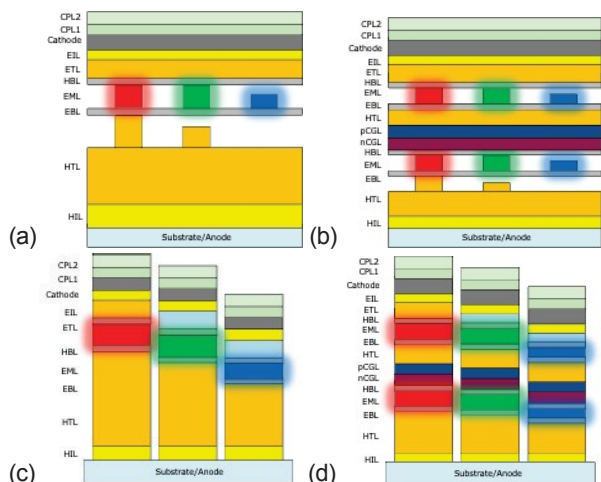 CPL2
CPL1
Cathode
EIL
ETL
HBL
EML
EBL
HTL
HIL
Substrate/Anode
(a)
CPL2
CPL1
Cathode
EIL
ETL
HBL
EML
EBL
HTL
pCGL
nCGL
HBL
EML
EBL
HTL
HIL
Substrate/Anode
(b)
CPL2
CPL1
Cathode
EIL
ETL
HBL
EML
EBL
HTL
HIL
Substrate/Anode
(c)
CPL2
CPL1
Cathode
EIL
ETL
HBL
EML
EBL
HTL
pCGL
nCGL
HBL
EML
EBL
HTL
HIL
Substrate/Anode
(d)